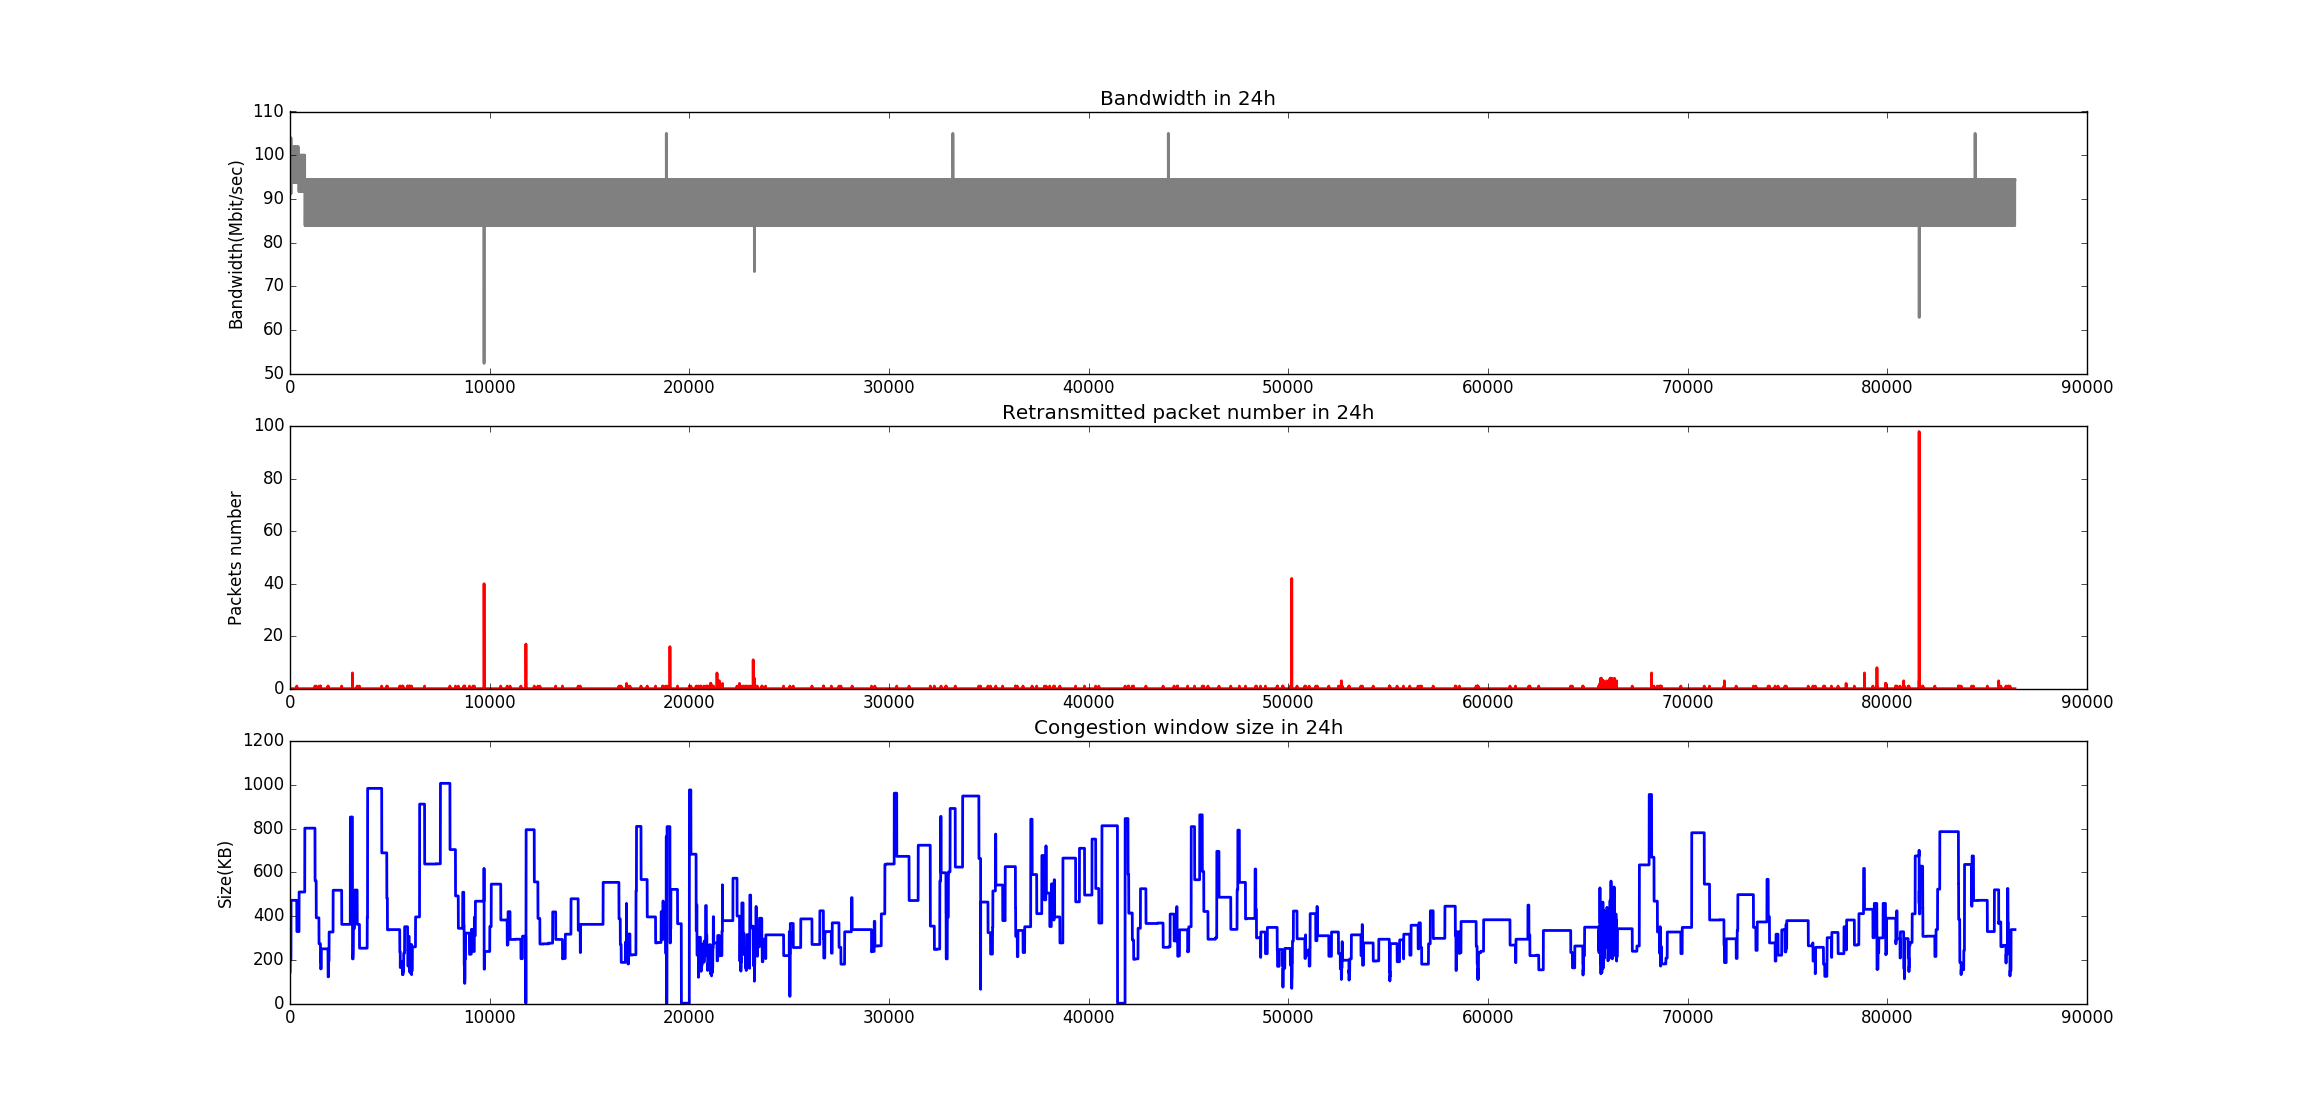 Bandwidth in 24h
Bandwidth(Mbit/sec)
110
100
90
80
70
60
50
0 10000 20000 30000 40000 50000 60000 70000 80000 90000
Retransmitted packet number in 24h
Packets number
100
80
60
40
20
0
0 10000 20000 30000 40000 50000 60000 70000 80000 90000
Congestion window size in 24h
Size(KB)
1200
1000
800
600
400
200
0
0 10000 20000 30000 40000 50000 60000 70000 80000 90000